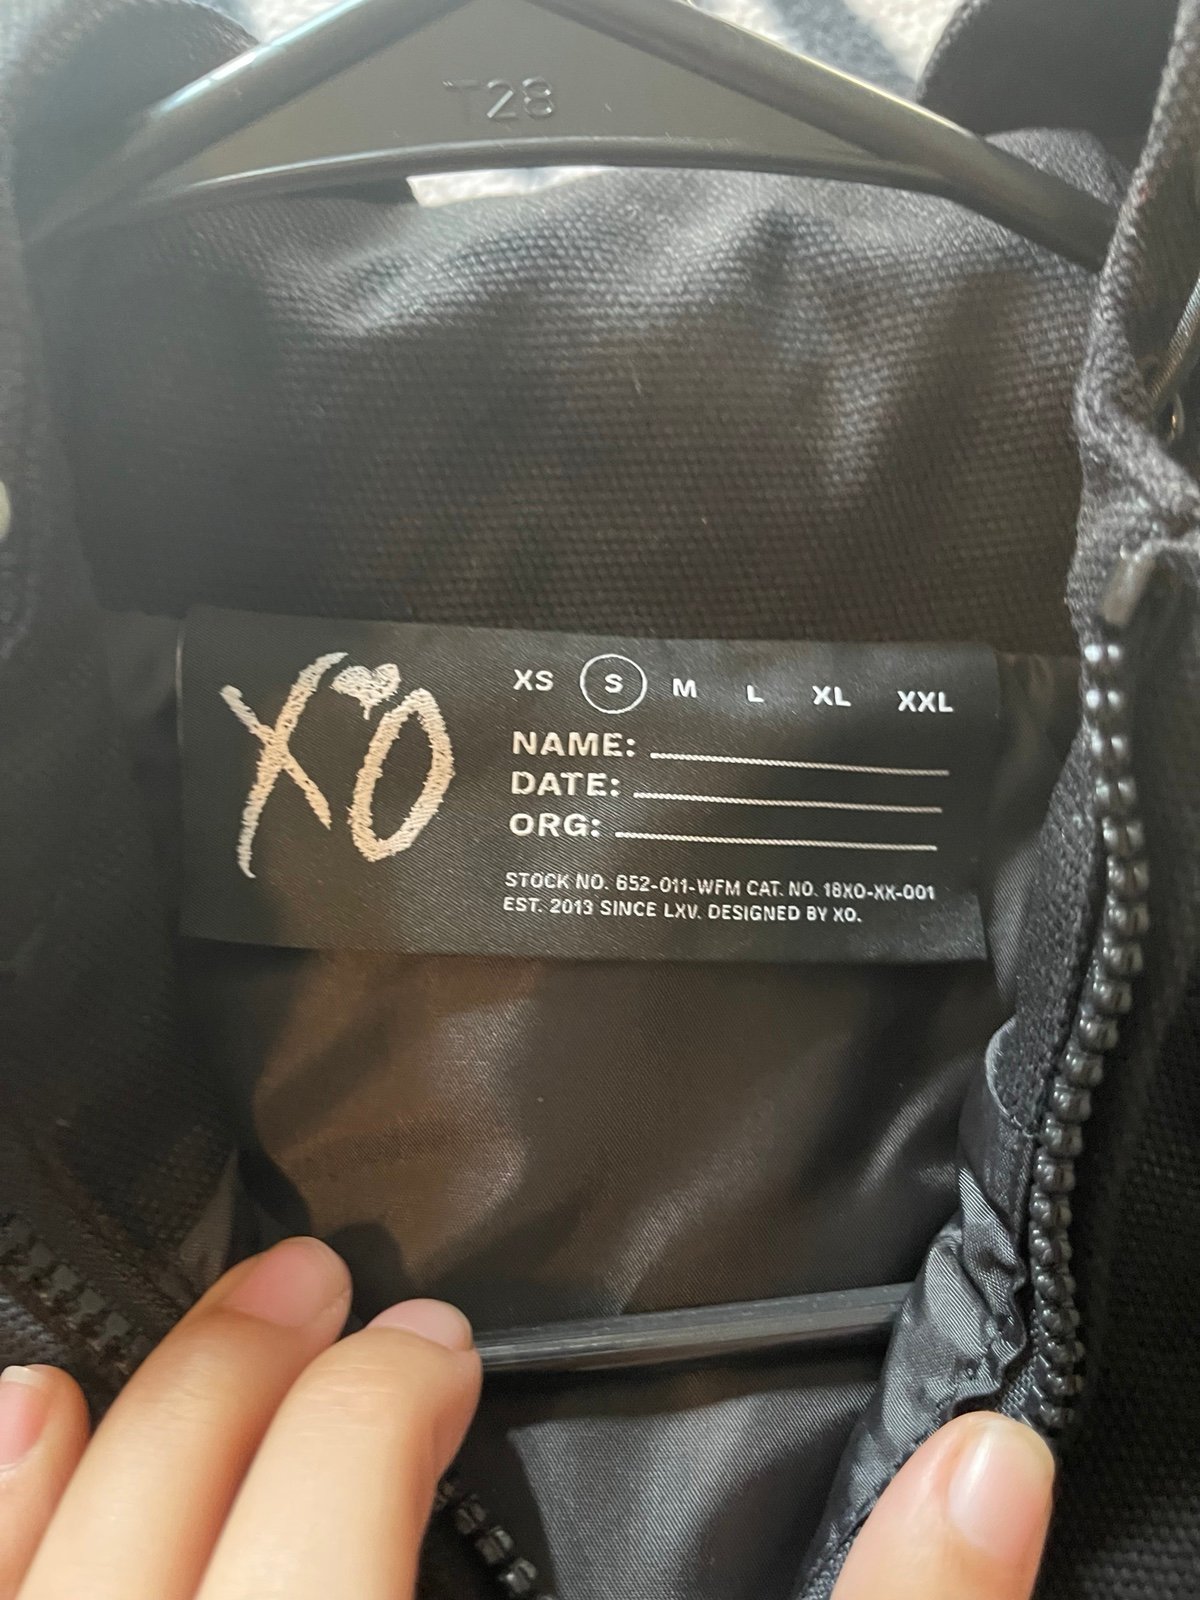 T28
XO
XS S M L XL XXL
NAME:
DATE:
ORG:
STOCK NO. 652-011-WFM CAT. NO. 18XO-XX-001
EST. 2013 SINCE LXV. DESIGNED BY XO.